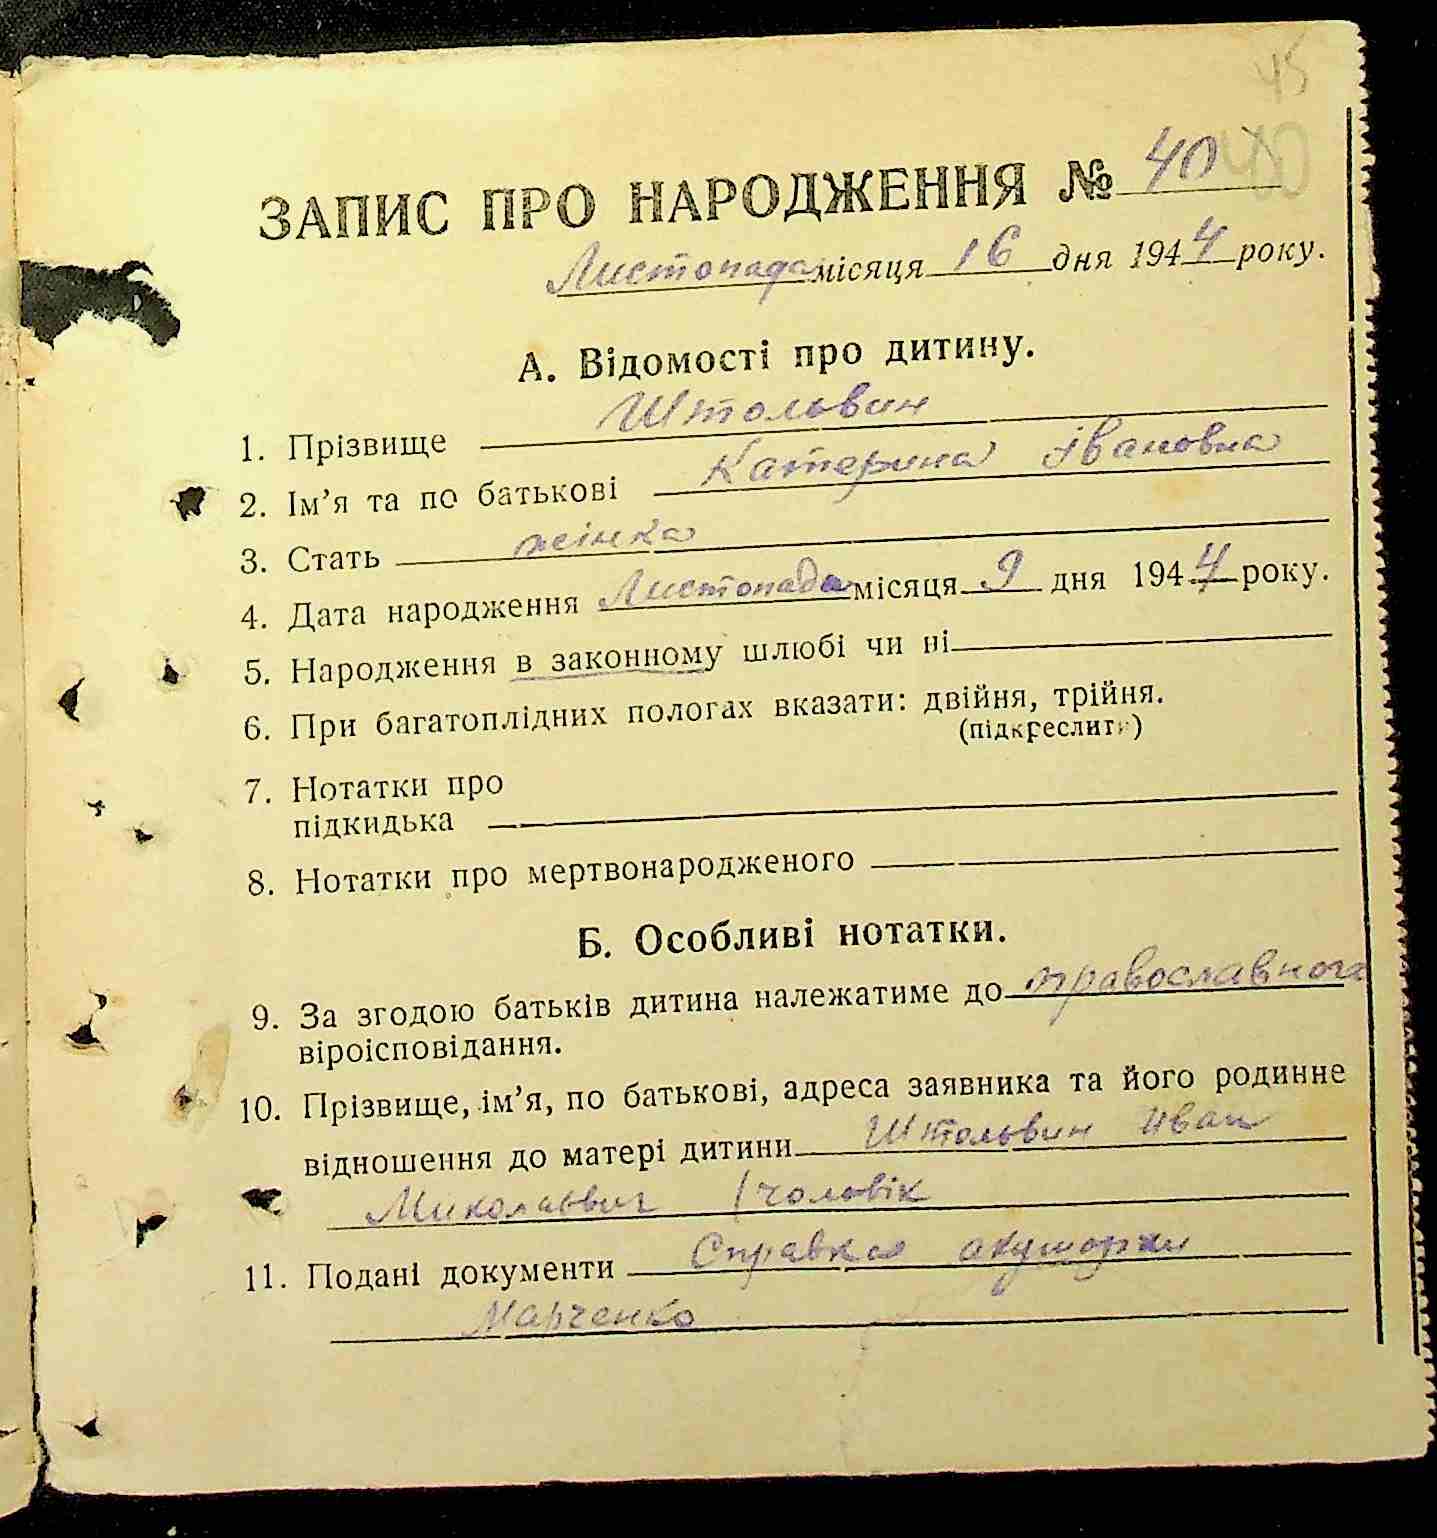 45
ЗАПИС ПРО НАРОДЖЕННЯ № 40 40
Листопада місяця 16 дня 1944 року.
А. Відомості про дитину.
1. Прізвище Штольвин
2. Ім’я та по батькові Катерина Івановна
3. Стать жінка
4. Дата народження Листопада місяця 9 дня 1944 року.
5. Народження в законному шлюбі чи ні
6. При багатоплідних пологах вказати: двійня, трійня.
(підкреслити)
7. Нотатки про
підкидька
8. Нотатки про мертвонародженого
Б. Особливі нотатки.
9. За згодою батьків дитина належатиме до православного
віроісповідання.
10. Прізвище, ім’я, по батькові, адреса заявника та його родинне
відношення до матері дитини Штольвин Иван
Миколаевич (чоловік
11. Подані документи Справка акушорки
Марченко